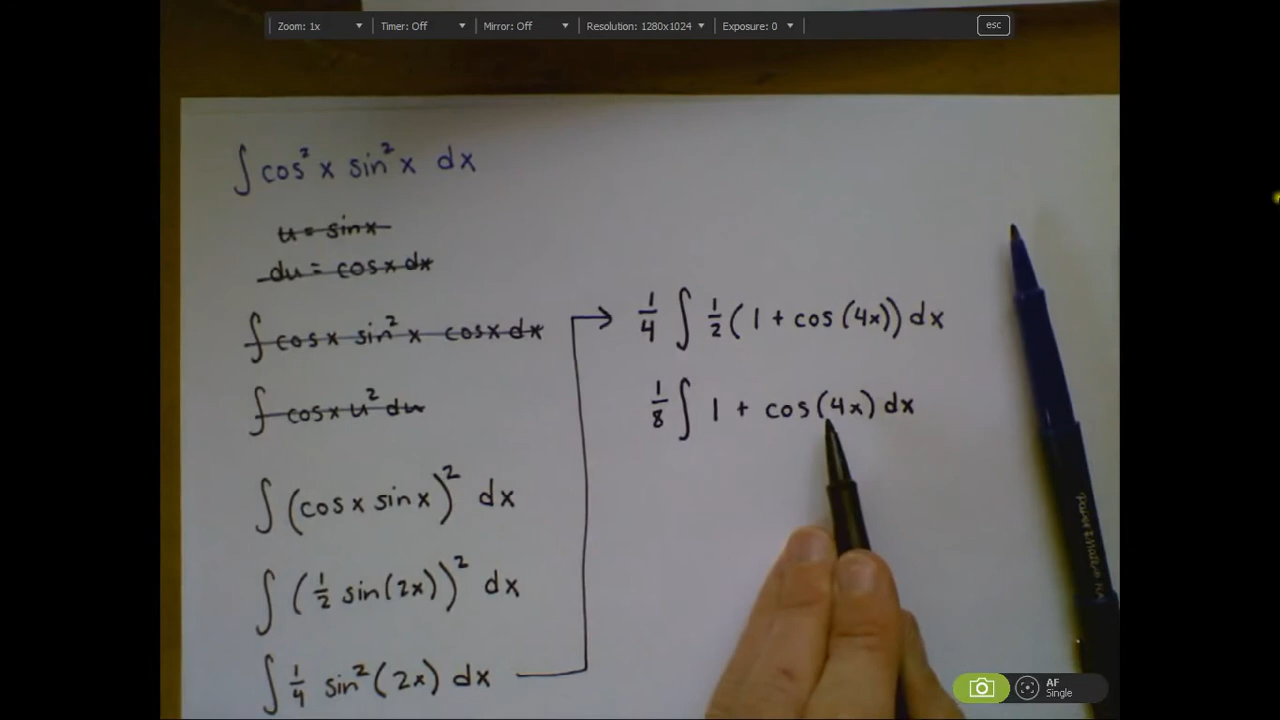 Zoom: 1x Timer: Off Mirror: Off Resolution: 1280x1024 Exposure: 0 esc
∫ cos² x sin² x dx
u = sin x
du = cos x dx
∫ cos x sin² x cos x dx
∫ cos x u² du
∫ (cos x sin x)² dx
∫ (1/2 sin(2x))² dx
∫ 1/4 sin²(2x) dx
1/4 ∫ 1/2 (1 + cos(4x)) dx
1/8 ∫ 1 + cos(4x) dx
AF
Single